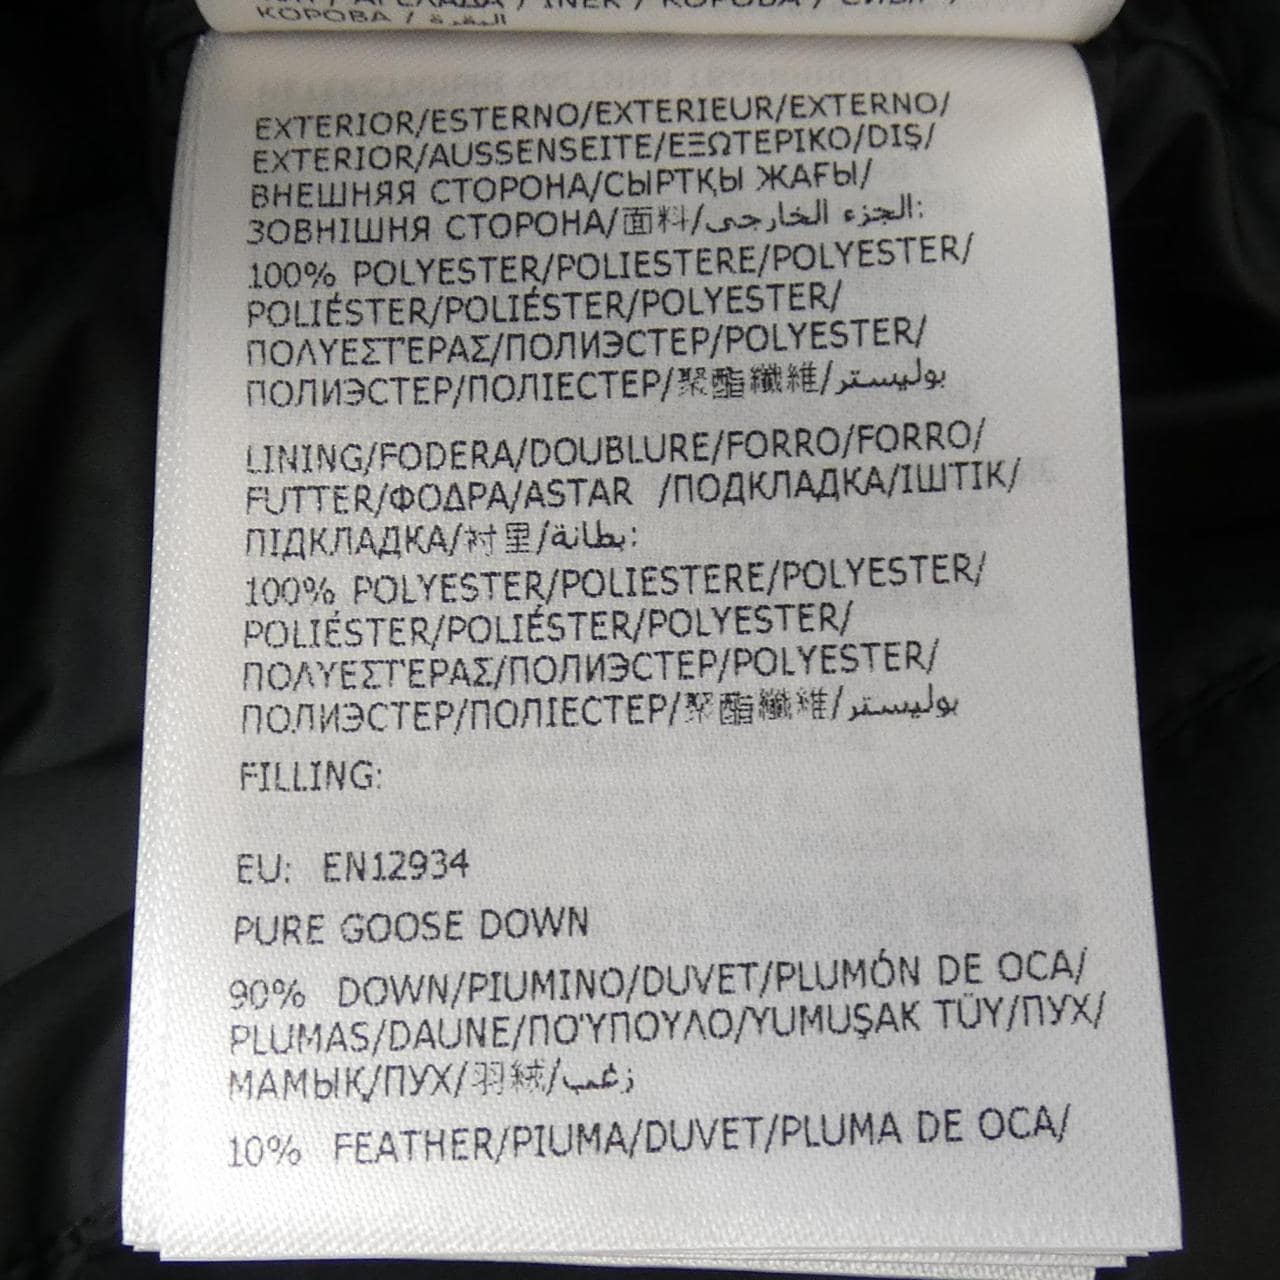 КОРОВА / البقرة
EXTERIOR/ESTERNO/EXTERIEUR/EXTERNO/
EXTERIOR/AUSSENSEITE/ΕΞΩΤΕΡΙΚΟ/DIŞ/
ВНЕШНЯЯ СТОРОНА/СЫРТҚЫ ЖАҒЫ/
ЗОВНІШНЯ СТОРОНА/面料/الجزء الخارجى:
100% POLYESTER/POLIESTERE/POLYESTER/
POLIÉSTER/POLIÉSTER/POLYESTER/
ΠΟΛΥΕΣΤΈΡΑΣ/ПОЛИЭСТЕР/POLYESTER/
ПОЛИЭСТЕР/ПОЛІЕСТЕР/聚酯纖維/بوليستر
LINING/FODERA/DOUBLURE/FORRO/FORRO/
FUTTER/ΦΟΔΡΑ/ASTAR /ПОДКЛАДКА/ІШТІК/
ПІДКЛАДКА/衬里/بطانة:
100% POLYESTER/POLIESTERE/POLYESTER/
POLIÉSTER/POLIÉSTER/POLYESTER/
ΠΟΛΥΕΣΤΈΡΑΣ/ПОЛИЭСТЕР/POLYESTER/
ПОЛИЭСТЕР/ПОЛІЕСТЕР/聚酯纖維/بوليستر
FILLING:
EU: EN12934
PURE GOOSE DOWN
90% DOWN/PIUMINO/DUVET/PLUMÓN DE OCA/
PLUMAS/DAUNE/ΠΟΎΠΟΥΛΟ/YUMUŞAK TÜY/ПУХ/
МАМЫҚ/ПУХ/羽絨/زغب
10% FEATHER/PIUMA/DUVET/PLUMA DE OCA/